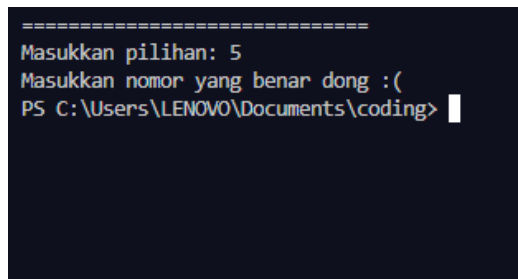 ==============================
Masukkan pilihan: 5
Masukkan nomor yang benar dong :(
PS C:\Users\LENOVO\Documents\coding>